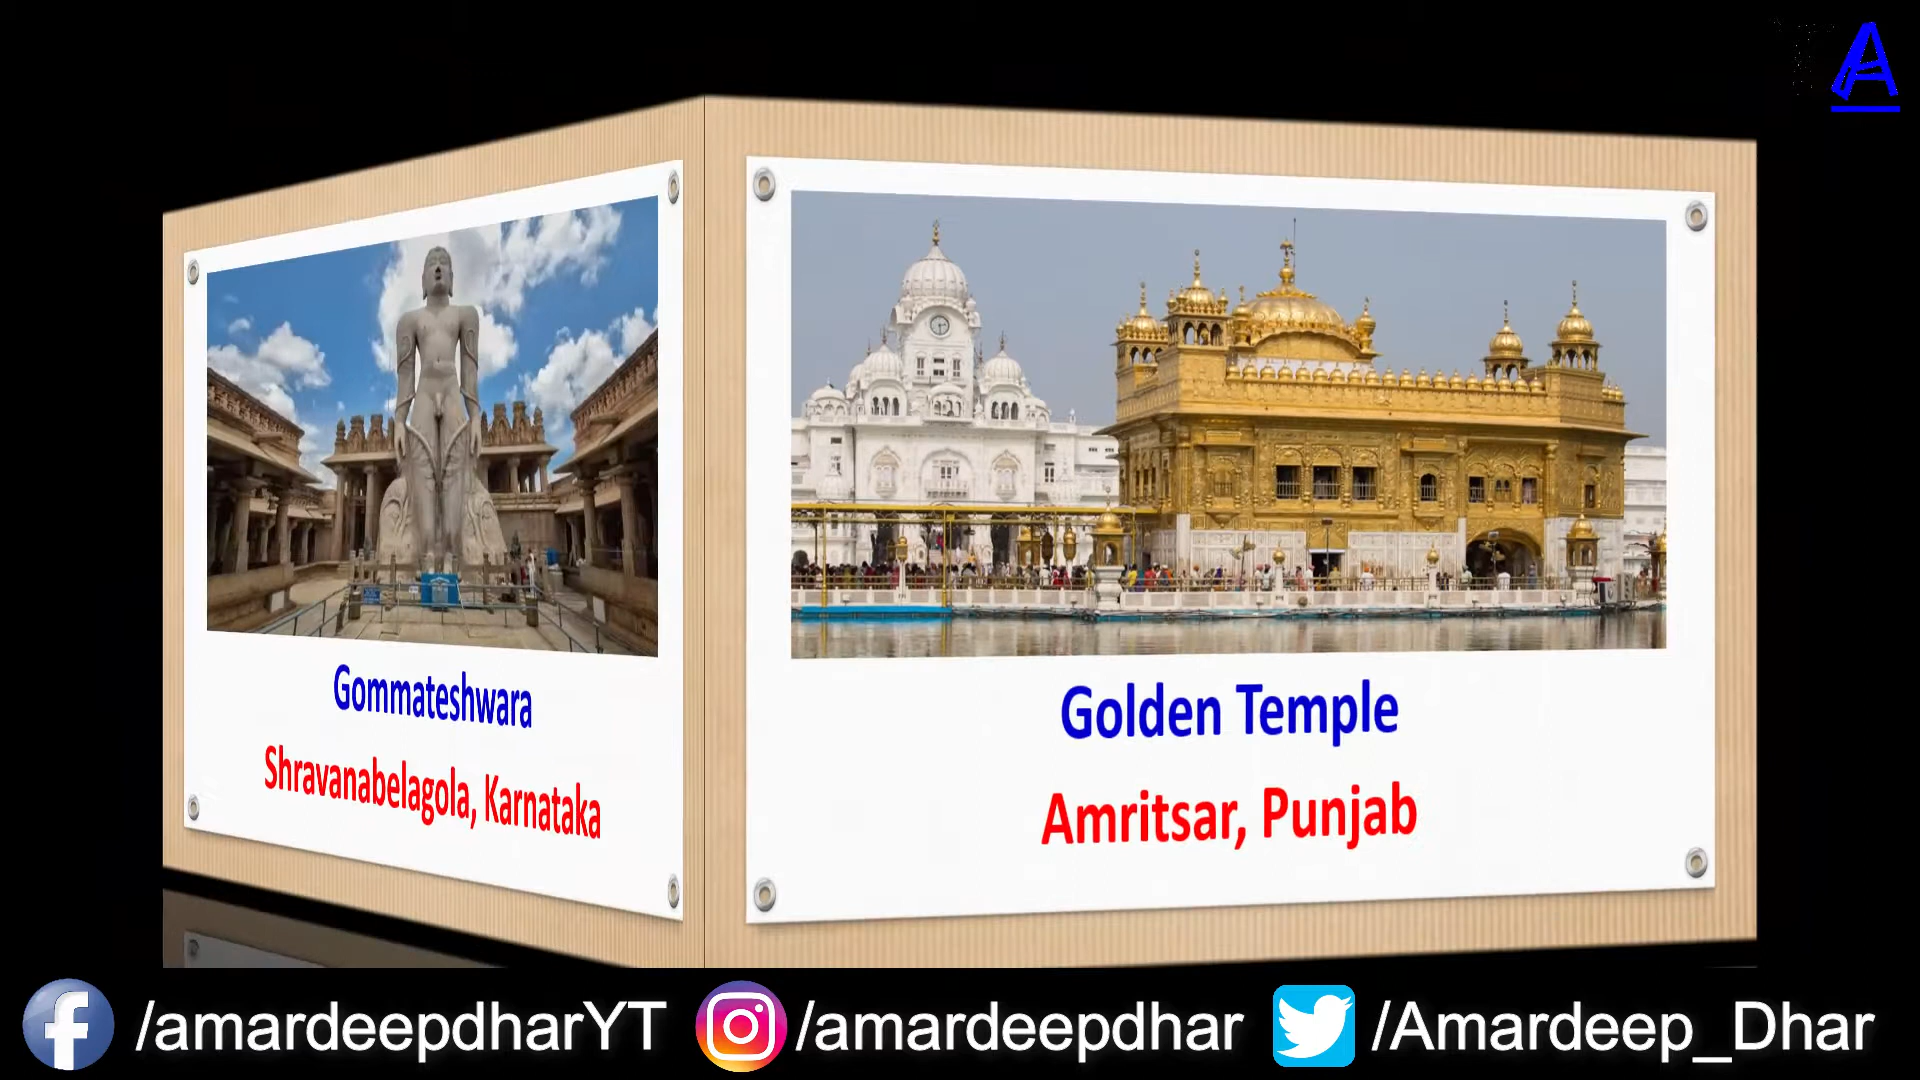 A
Gommateshwara
Shravanabelagola, Karnataka
Golden Temple
Amritsar, Punjab
/amardeepdharYT
/amardeepdhar
/Amardeep_Dhar